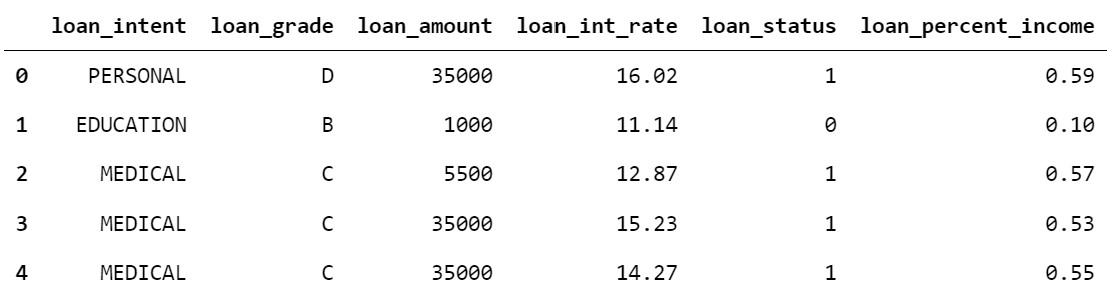 loan_intent loan_grade loan_amount loan_int_rate loan_status loan_percent_income
0 PERSONAL D 35000 16.02 1 0.59
1 EDUCATION B 1000 11.14 0 0.10
2 MEDICAL C 5500 12.87 1 0.57
3 MEDICAL C 35000 15.23 1 0.53
4 MEDICAL C 35000 14.27 1 0.55